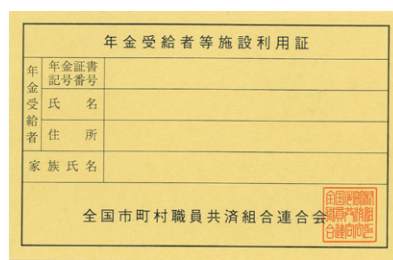 年金受給者等施設利用証
年金受給者
年金証書
記号番号
氏名
住所
家族氏名
全国市町村職員共済組合連合会